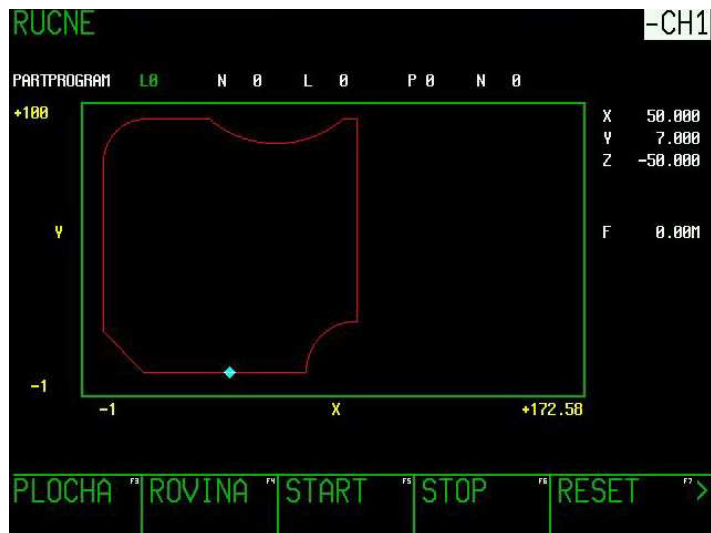 RUCNE -CH1
PARTPROGRAM L0 N 0 L 0 P 0 N 0
+100
X 50.000
Y 7.000
Z -50.000
Y
F 0.00M
-1
-1 X +172.58
PLOCHA F3 ROVINA F4 START F5 STOP F6 RESET F7 >